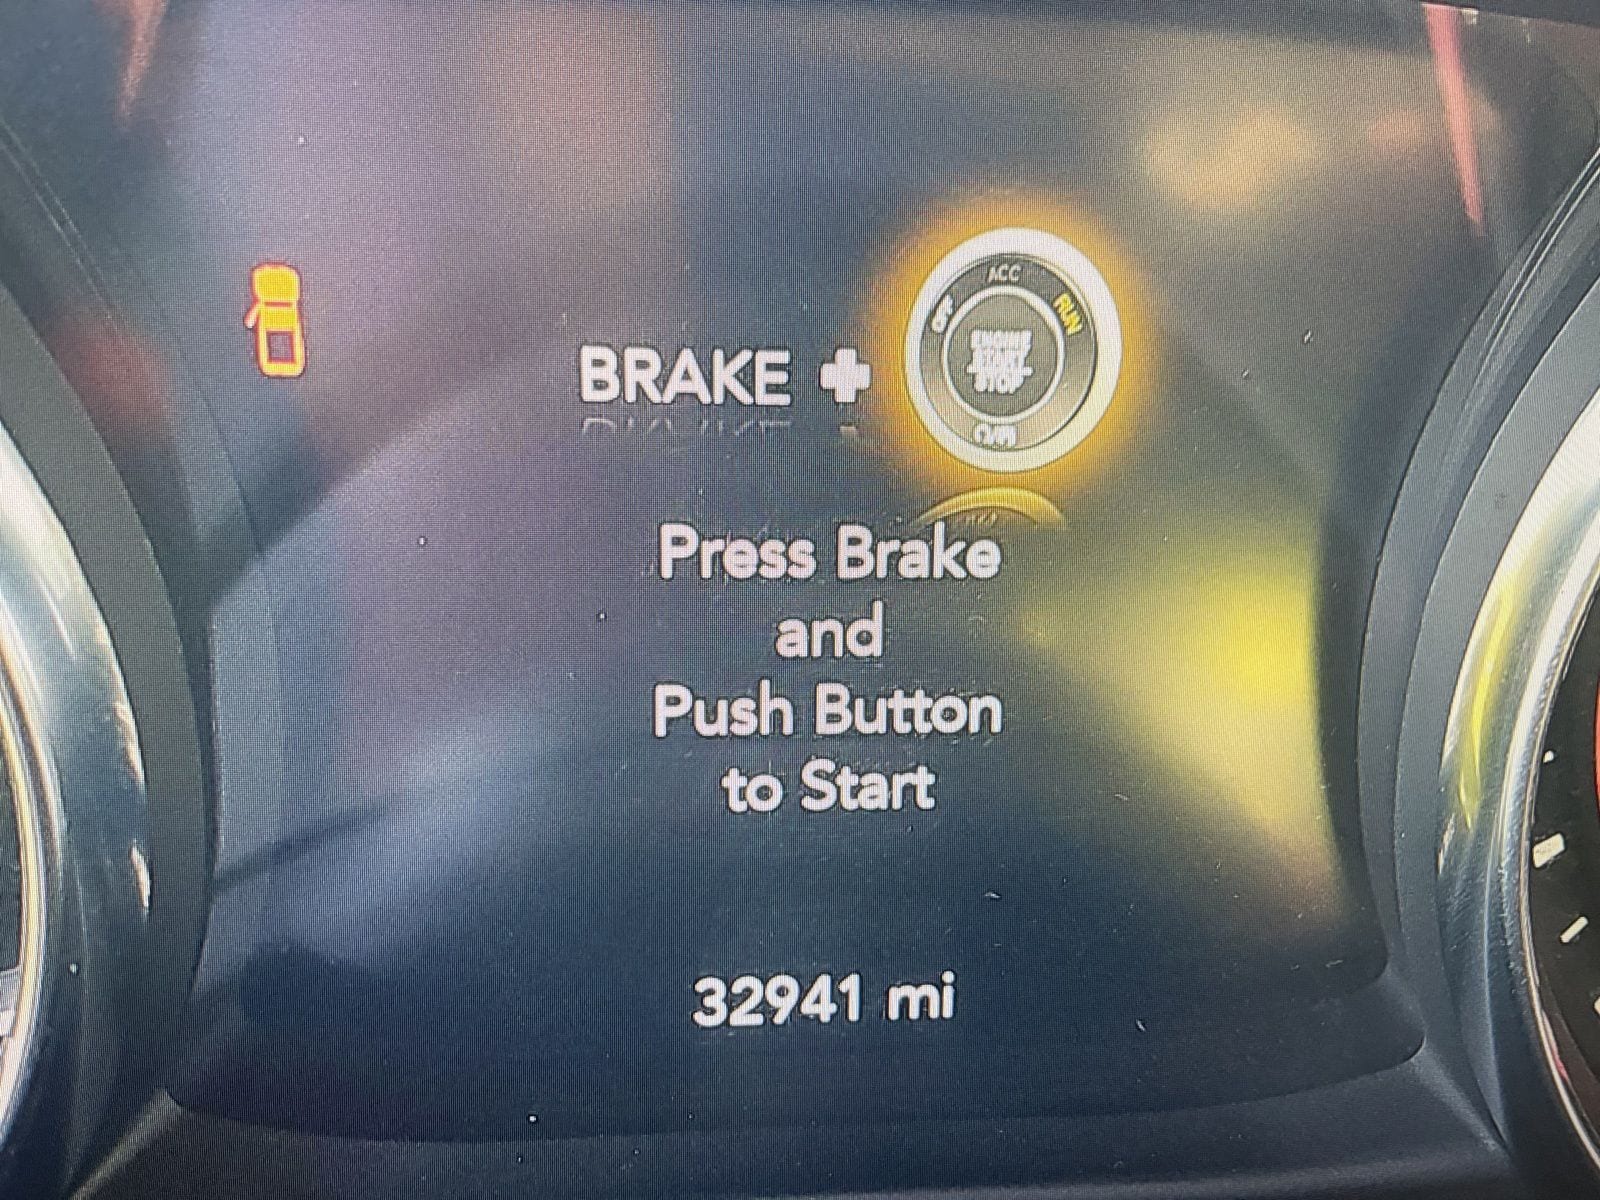 ACC
OFF
RUN
BRAKE +
ENGINE
START
STOP
Press Brake
and
Push Button
to Start
32941 mi